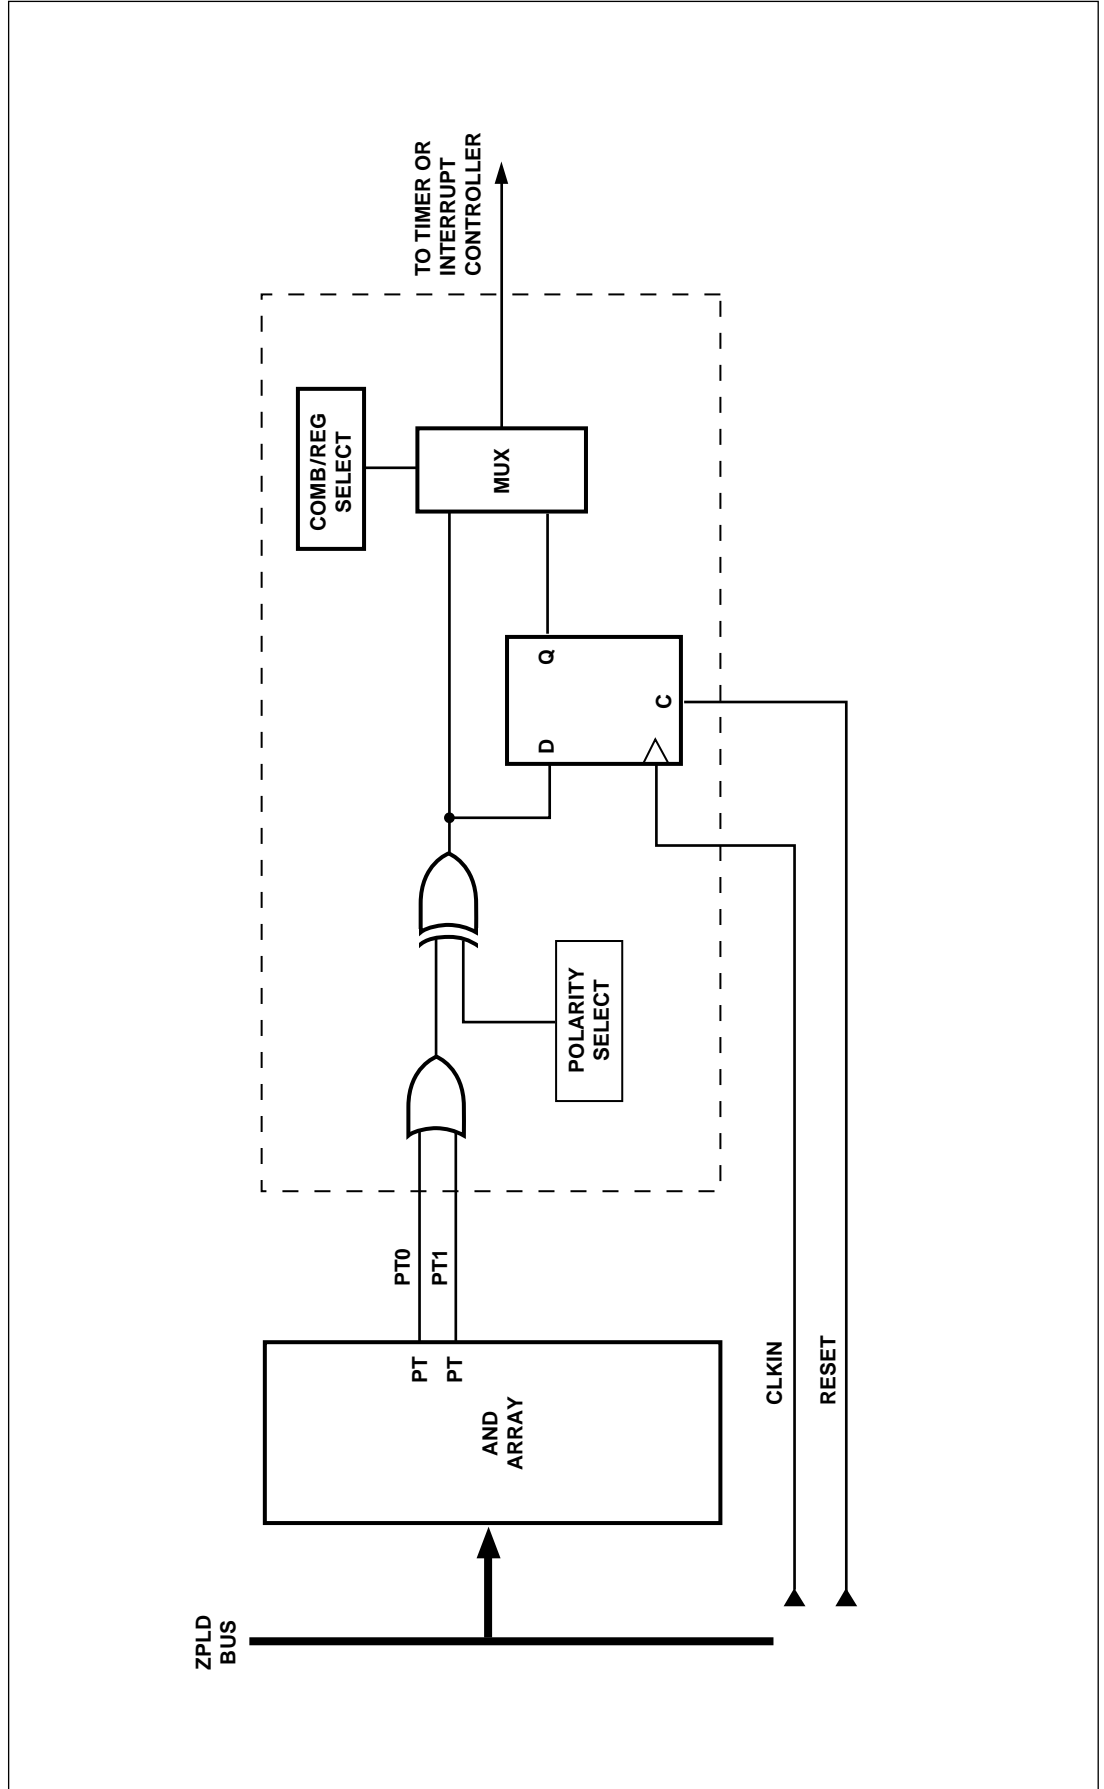 ZPLD
BUS
AND
ARRAY
PT
PT
PT0
PT1
CLKIN
RESET
POLARITY
SELECT
D
Q
C
COMB/REG
SELECT
MUX
TO TIMER OR
INTERRUPT
CONTROLLER